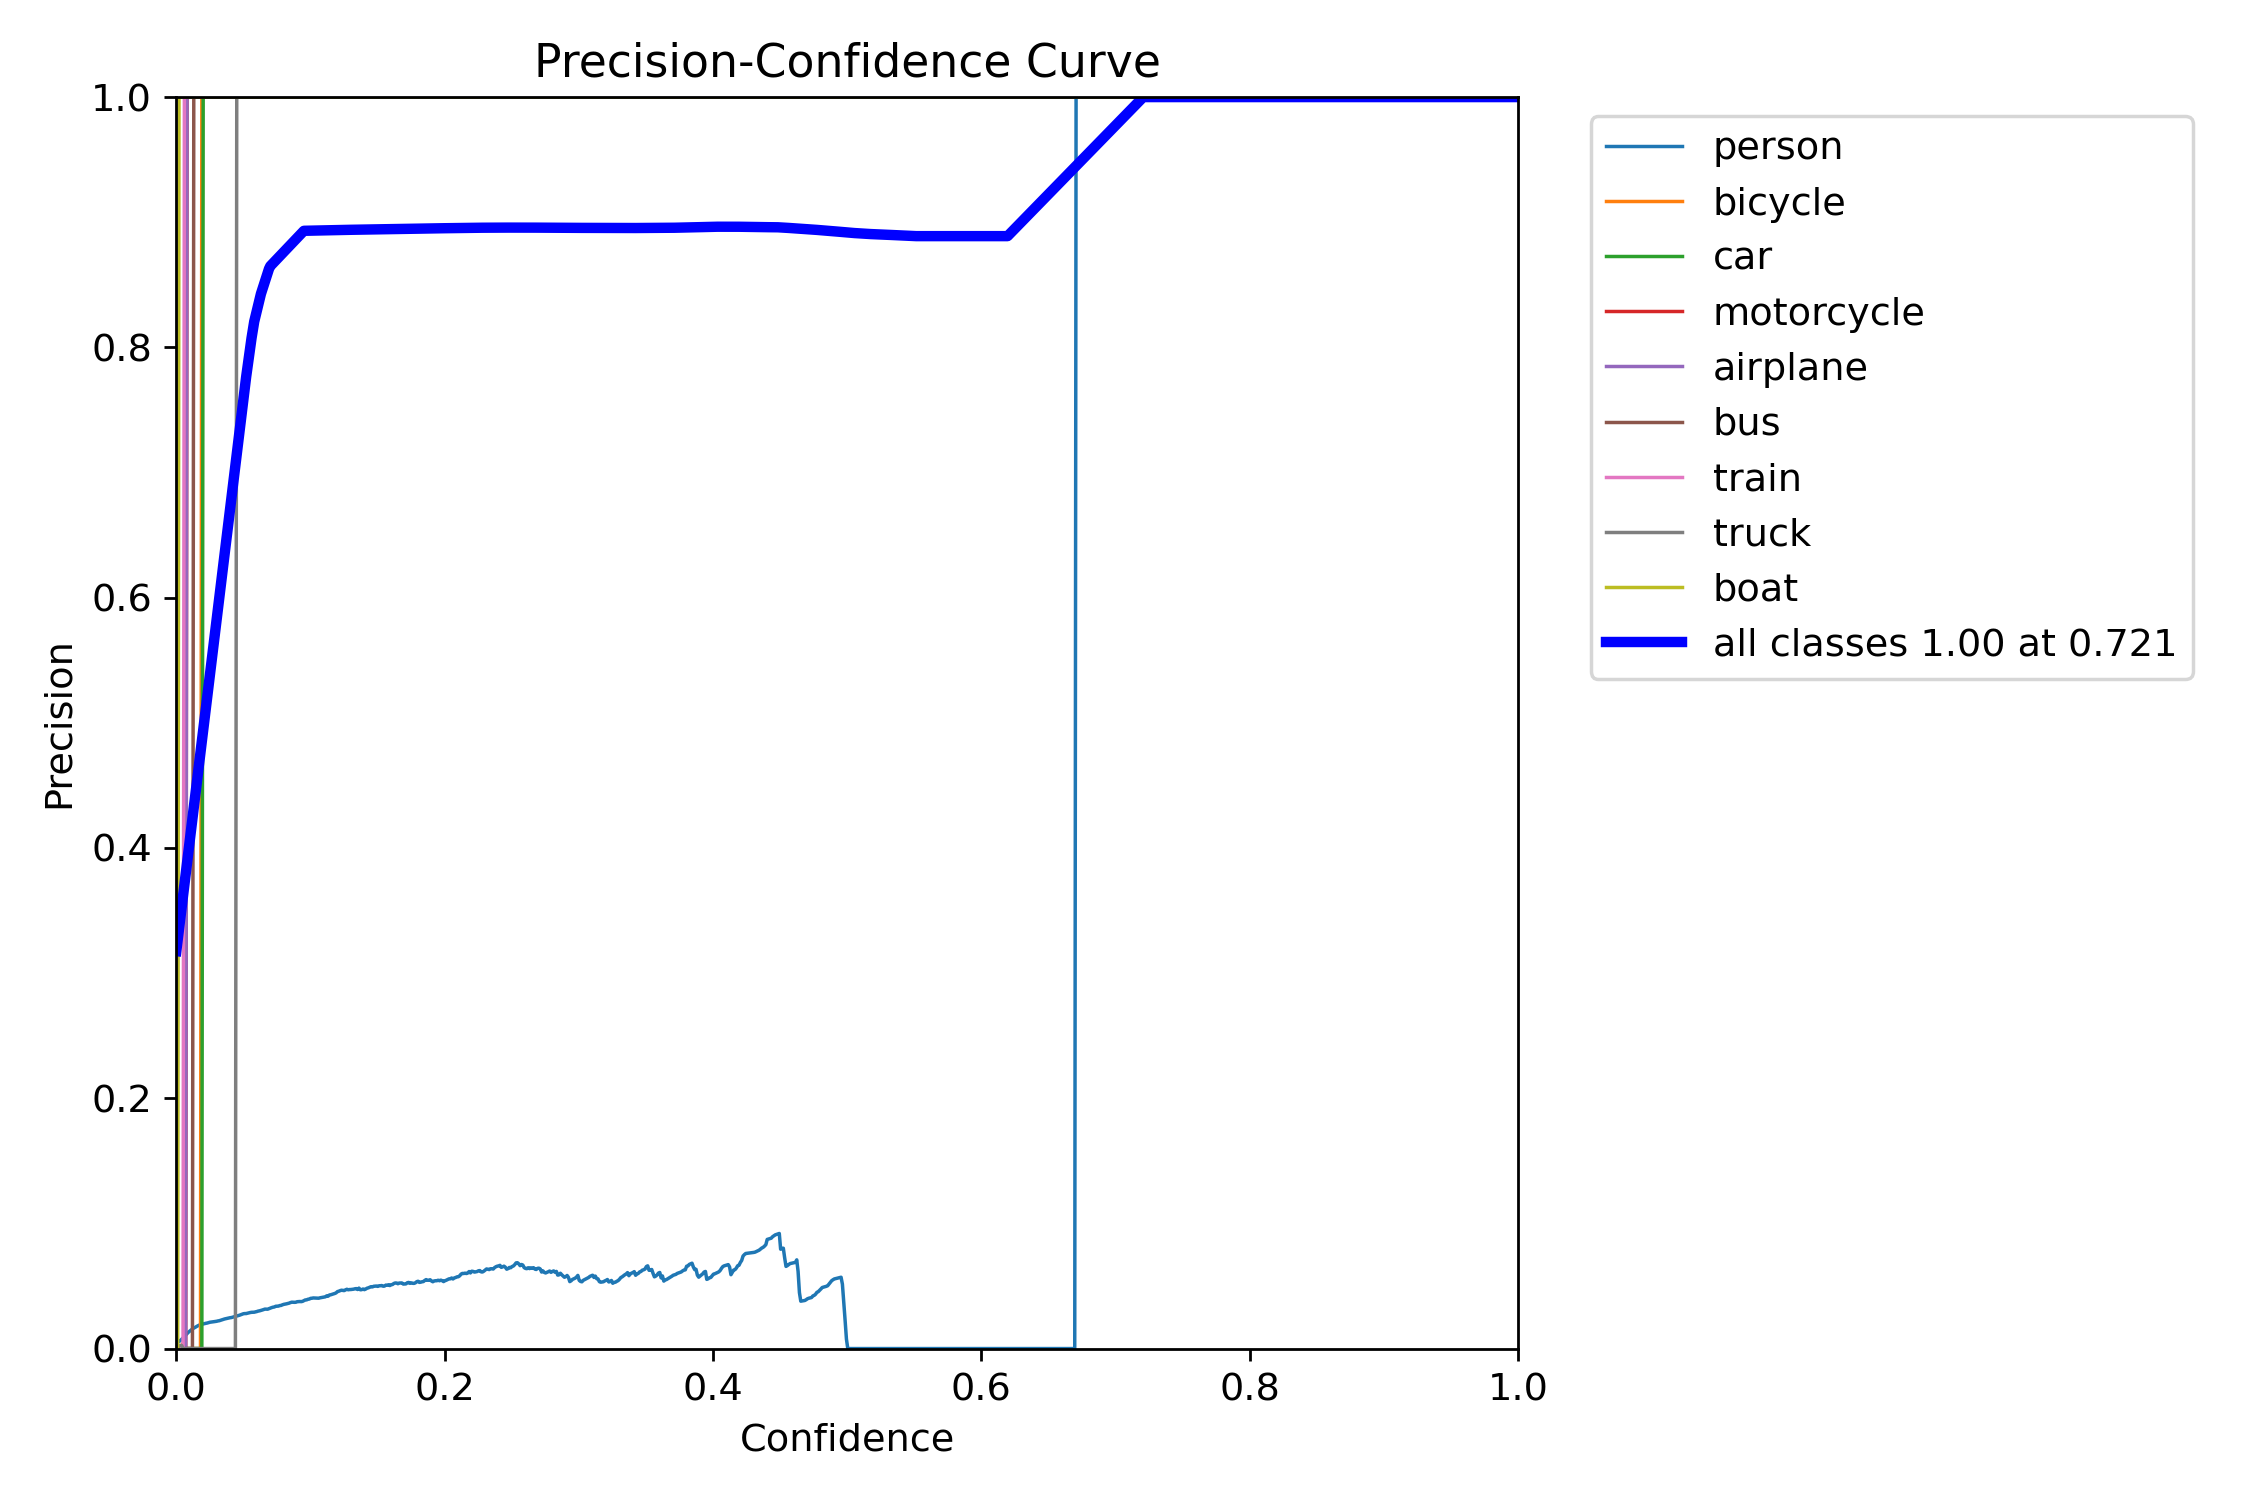 Precision-Confidence Curve
1.0
0.8
0.6
0.4
0.2
0.0
Precision
0.0 0.2 0.4 0.6 0.8 1.0
Confidence
person
bicycle
car
motorcycle
airplane
bus
train
truck
boat
all classes 1.00 at 0.721